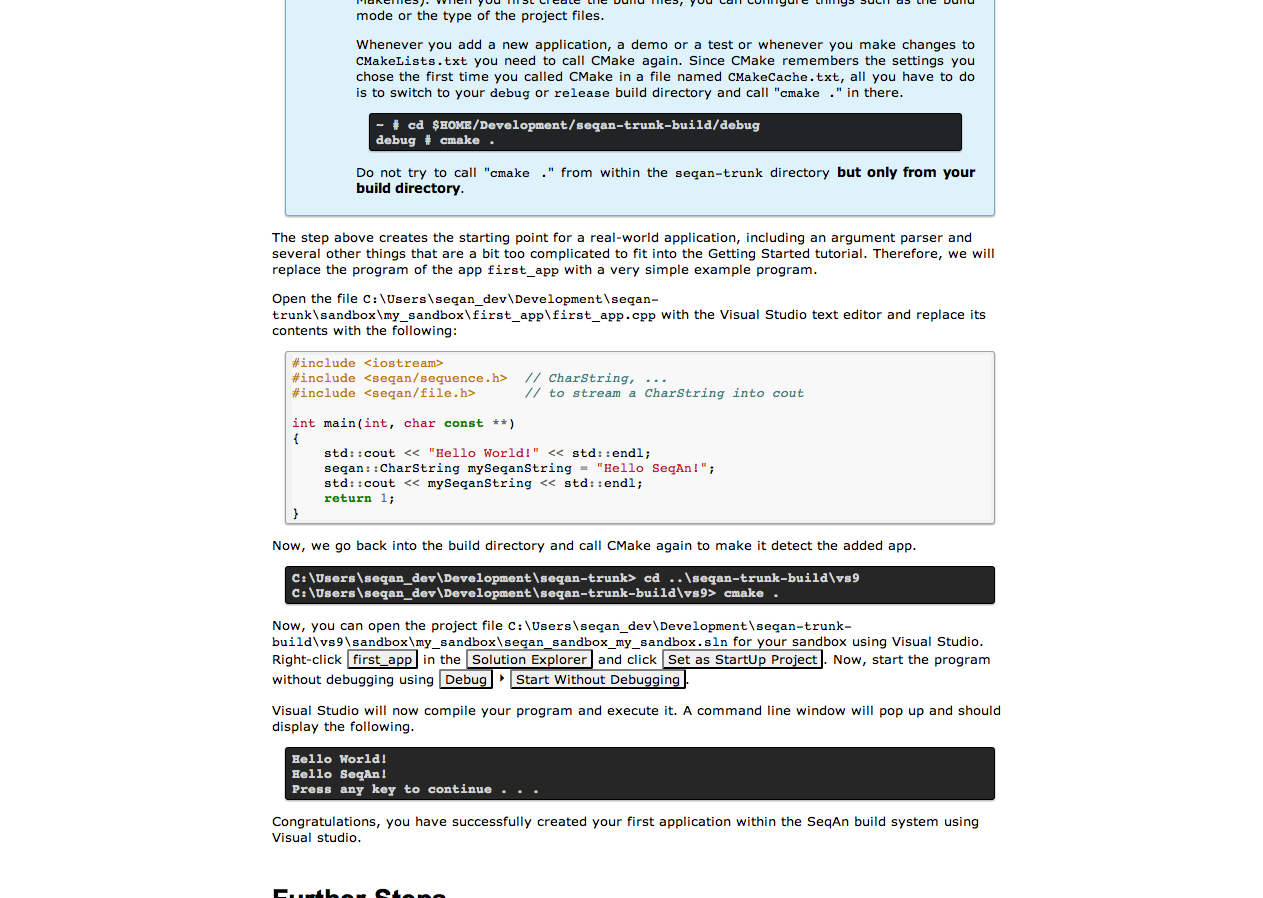 Makefiles). When you first create the build files, you can configure things such as the build
mode or the type of the project files.
Whenever you add a new application, a demo or a test or whenever you make changes to
CMakeLists.txt you need to call CMake again. Since CMake remembers the settings you
chose the first time you called CMake in a file named CMakeCache.txt, all you have to do
is to switch to your debug or release build directory and call "cmake ." in there.
~ # cd $HOME/Development/seqan-trunk-build/debug
debug # cmake .
Do not try to call "cmake ." from within the seqan-trunk directory but only from your
build directory.
The step above creates the starting point for a real-world application, including an argument parser and
several other things that are a bit too complicated to fit into the Getting Started tutorial. Therefore, we will
replace the program of the app first_app with a very simple example program.
Open the file C:\Users\seqan_dev\Development\seqan-
trunk\sandbox\my_sandbox\first_app\first_app.cpp with the Visual Studio text editor and replace its
contents with the following:
#include <iostream>
#include <seqan/sequence.h>  // CharString, ...
#include <seqan/file.h>      // to stream a CharString into cout
int main(int, char const **)
{
    std::cout << "Hello World!" << std::endl;
    seqan::CharString mySeqanString = "Hello SeqAn!";
    std::cout << mySeqanString << std::endl;
    return 1;
}
Now, we go back into the build directory and call CMake again to make it detect the added app.
C:\Users\seqan_dev\Development\seqan-trunk> cd ..\seqan-trunk-build\vs9
C:\Users\seqan_dev\Development\seqan-trunk-build\vs9> cmake .
Now, you can open the project file C:\Users\seqan_dev\Development\seqan-trunk-
build\vs9\sandbox\my_sandbox\seqan_sandbox_my_sandbox.sln for your sandbox using Visual Studio.
Right-click first_app in the Solution Explorer and click Set as StartUp Project. Now, start the program
without debugging using Debug ‣ Start Without Debugging.
Visual Studio will now compile your program and execute it. A command line window will pop up and should
display the following.
Hello World!
Hello SeqAn!
Press any key to continue . . .
Congratulations, you have successfully created your first application within the SeqAn build system using
Visual studio.
Further Steps